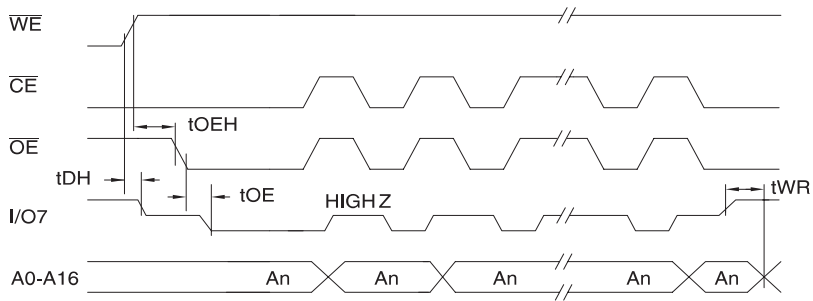 WE
CE
tOEH
OE
tDH
tOE
HIGH Z
tWR
I/O7
A0-A16 An An An An An